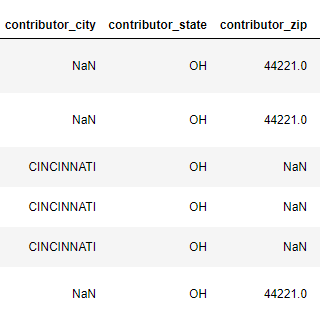 contributor_city contributor_state contributor_zip
NaN OH 44221.0
NaN OH 44221.0
CINCINNATI OH NaN
CINCINNATI OH NaN
CINCINNATI OH NaN
NaN OH 44221.0